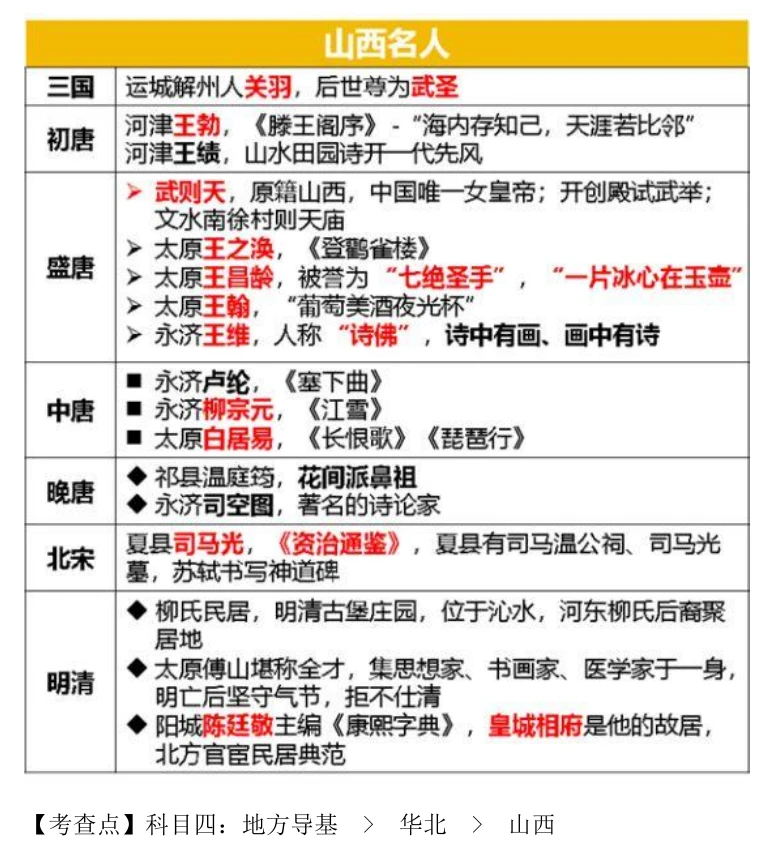 山西名人
三国
运城解州人关羽，后世尊为武圣
初唐
河津王勃，《滕王阁序》-“海内存知己，天涯若比邻”
河津王绩，山水田园诗开一代先风
盛唐
➢ 武则天，原籍山西，中国唯一女皇帝；开创殿试武举；
文水南徐村则天庙
➢ 太原王之涣，《登鹳雀楼》
➢ 太原王昌龄，被誉为“七绝圣手”，“一片冰心在玉壶”
➢ 太原王翰，“葡萄美酒夜光杯”
➢ 永济王维，人称“诗佛”，诗中有画、画中有诗
中唐
■ 永济卢纶，《塞下曲》
■ 永济柳宗元，《江雪》
■ 太原白居易，《长恨歌》《琵琶行》
晚唐
◆ 祁县温庭筠，花间派鼻祖
◆ 永济司空图，著名的诗论家
北宋
夏县司马光，《资治通鉴》，夏县有司马温公祠、司马光
墓，苏轼书写神道碑
明清
◆ 柳氏民居，明清古堡庄园，位于沁水，河东柳氏后裔聚
居地
◆ 太原傅山堪称全才，集思想家、书画家、医学家于一身，
明亡后坚守气节，拒不仕清
◆ 阳城陈廷敬主编《康熙字典》，皇城相府是他的故居，
北方官宦民居典范
【考查点】科目四：地方导基 > 华北 > 山西